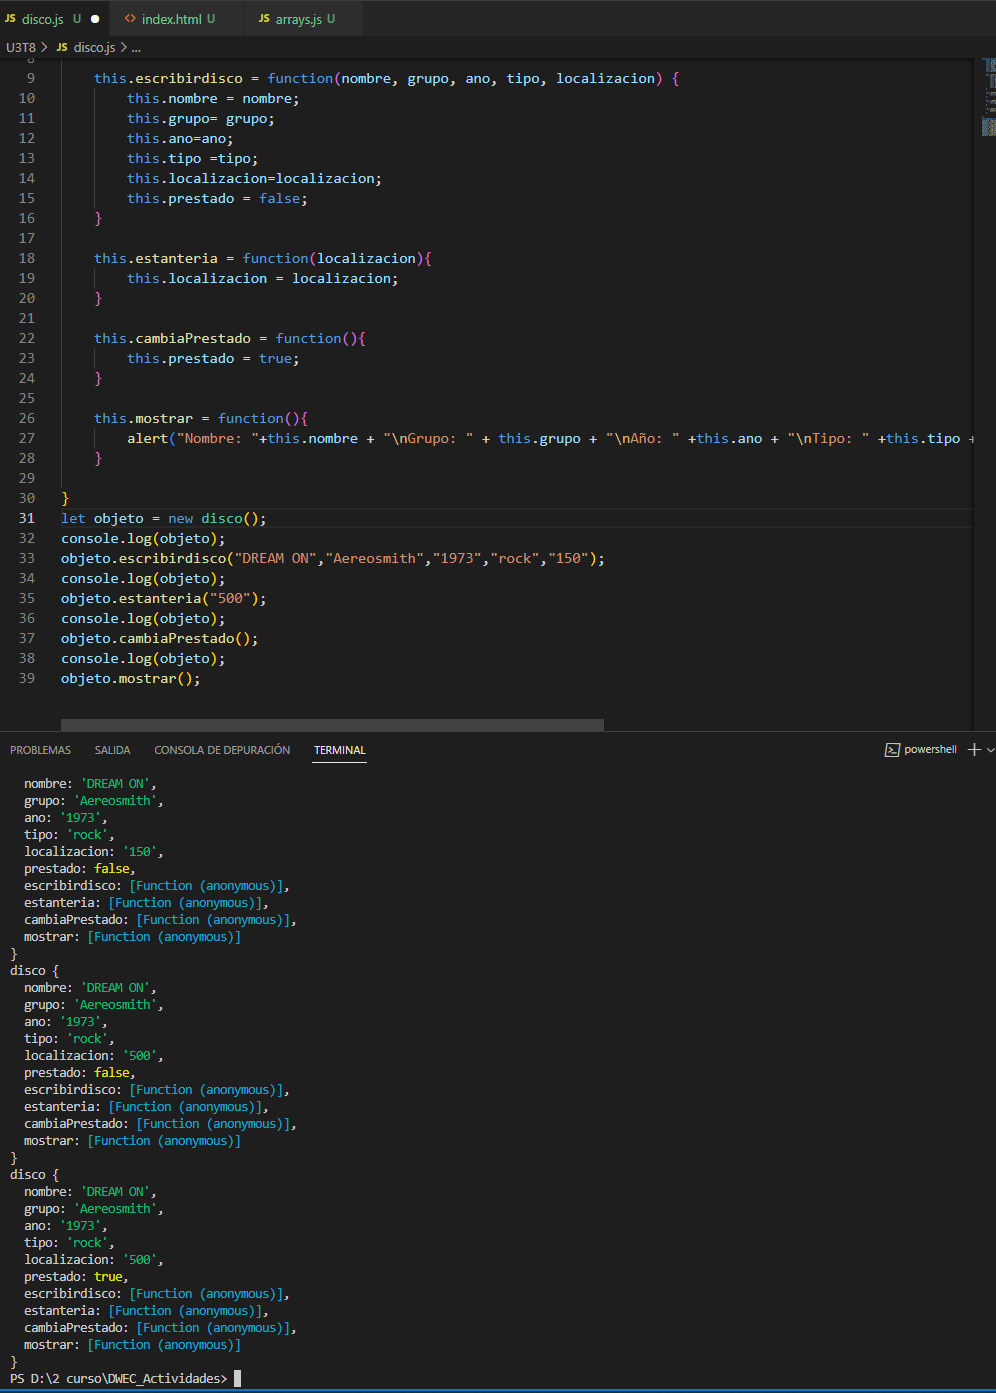 JS disco.js U ● <> index.html U JS arrays.js U
U3T8 > JS disco.js > ...
8
9 this.escribirdisco = function(nombre, grupo, ano, tipo, localizacion) {
10 this.nombre = nombre;
11 this.grupo= grupo;
12 this.ano=ano;
13 this.tipo =tipo;
14 this.localizacion=localizacion;
15 this.prestado = false;
16 }
17
18 this.estanteria = function(localizacion){
19 this.localizacion = localizacion;
20 }
21
22 this.cambiaPrestado = function(){
23 this.prestado = true;
24 }
25
26 this.mostrar = function(){
27 alert("Nombre: "+this.nombre + "\nGrupo: " + this.grupo + "\nAño: " +this.ano + "\nTipo: " +this.tipo +
28 }
29
30 }
31 let objeto = new disco();
32 console.log(objeto);
33 objeto.escribirdisco("DREAM ON","Aereosmith","1973","rock","150");
34 console.log(objeto);
35 objeto.estanteria("500");
36 console.log(objeto);
37 objeto.cambiaPrestado();
38 console.log(objeto);
39 objeto.mostrar();
PROBLEMAS SALIDA CONSOLA DE DEPURACIÓN TERMINAL powershell
nombre: 'DREAM ON',
grupo: 'Aereosmith',
ano: '1973',
tipo: 'rock',
localizacion: '150',
prestado: false,
escribirdisco: [Function (anonymous)],
estanteria: [Function (anonymous)],
cambiaPrestado: [Function (anonymous)],
mostrar: [Function (anonymous)]
}
disco {
nombre: 'DREAM ON',
grupo: 'Aereosmith',
ano: '1973',
tipo: 'rock',
localizacion: '500',
prestado: false,
escribirdisco: [Function (anonymous)],
estanteria: [Function (anonymous)],
cambiaPrestado: [Function (anonymous)],
mostrar: [Function (anonymous)]
}
disco {
nombre: 'DREAM ON',
grupo: 'Aereosmith',
ano: '1973',
tipo: 'rock',
localizacion: '500',
prestado: true,
escribirdisco: [Function (anonymous)],
estanteria: [Function (anonymous)],
cambiaPrestado: [Function (anonymous)],
mostrar: [Function (anonymous)]
}
PS D:\2 curso\DWEC_Actividades>